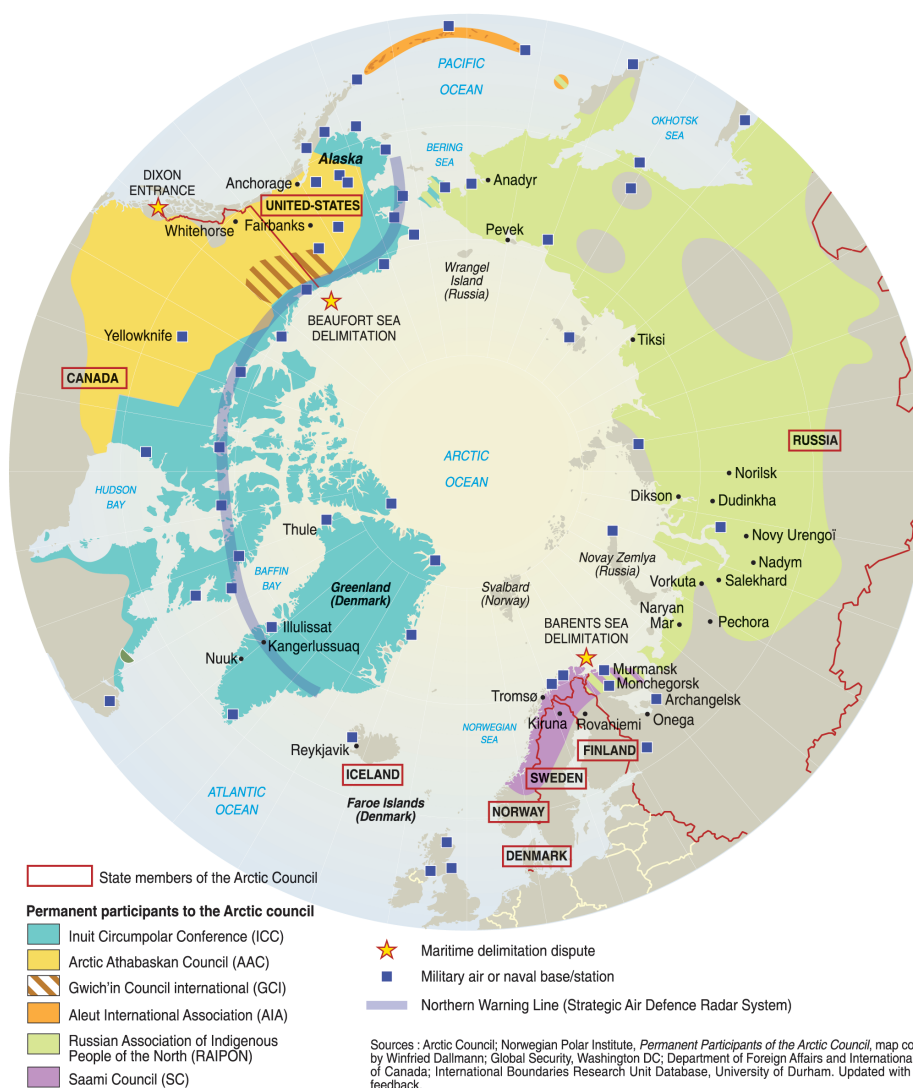 PACIFIC
OCEAN
OKHOTSK
SEA
BERING
SEA
Alaska
DIXON
ENTRANCE
Anchorage
Anadyr
UNITED-STATES
Whitehorse
Fairbanks
Pevek
Wrangel
Island
(Russia)
BEAUFORT SEA
DELIMITATION
Yellowknife
Tiksi
CANADA
RUSSIA
ARCTIC
OCEAN
HUDSON
BAY
Norilsk
Dikson
Dudinkha
Thule
Novy Urengoï
Novay Zemlya
(Russia)
Nadym
BAFFIN
BAY
Greenland
(Denmark)
Svalbard
(Norway)
Vorkuta
Salekhard
Naryan
Mar
Pechora
BARENTS SEA
DELIMITATION
Illulissat
Kangerlussuaq
Nuuk
Murmansk
Monchegorsk
Tromsø
Archangelsk
Kiruna
Rovaniemi
Onega
NORWEGIAN
SEA
Reykjavik
FINLAND
ICELAND
SWEDEN
ATLANTIC
OCEAN
Faroe Islands
(Denmark)
NORWAY
DENMARK
State members of the Arctic Council
Permanent participants to the Arctic council
Inuit Circumpolar Conference (ICC)
Arctic Athabaskan Council (AAC)
Gwich'in Council international (GCI)
Aleut International Association (AIA)
Russian Association of Indigenous
People of the North (RAIPON)
Saami Council (SC)
Maritime delimitation dispute
Military air or naval base/station
Northern Warning Line (Strategic Air Defence Radar System)
Sources : Arctic Council; Norwegian Polar Institute, Permanent Participants of the Arctic Council, map co
by Winfried Dallmann; Global Security, Washington DC; Department of Foreign Affairs and Internationa
of Canada; International Boundaries Research Unit Database, University of Durham. Updated with
feedback.